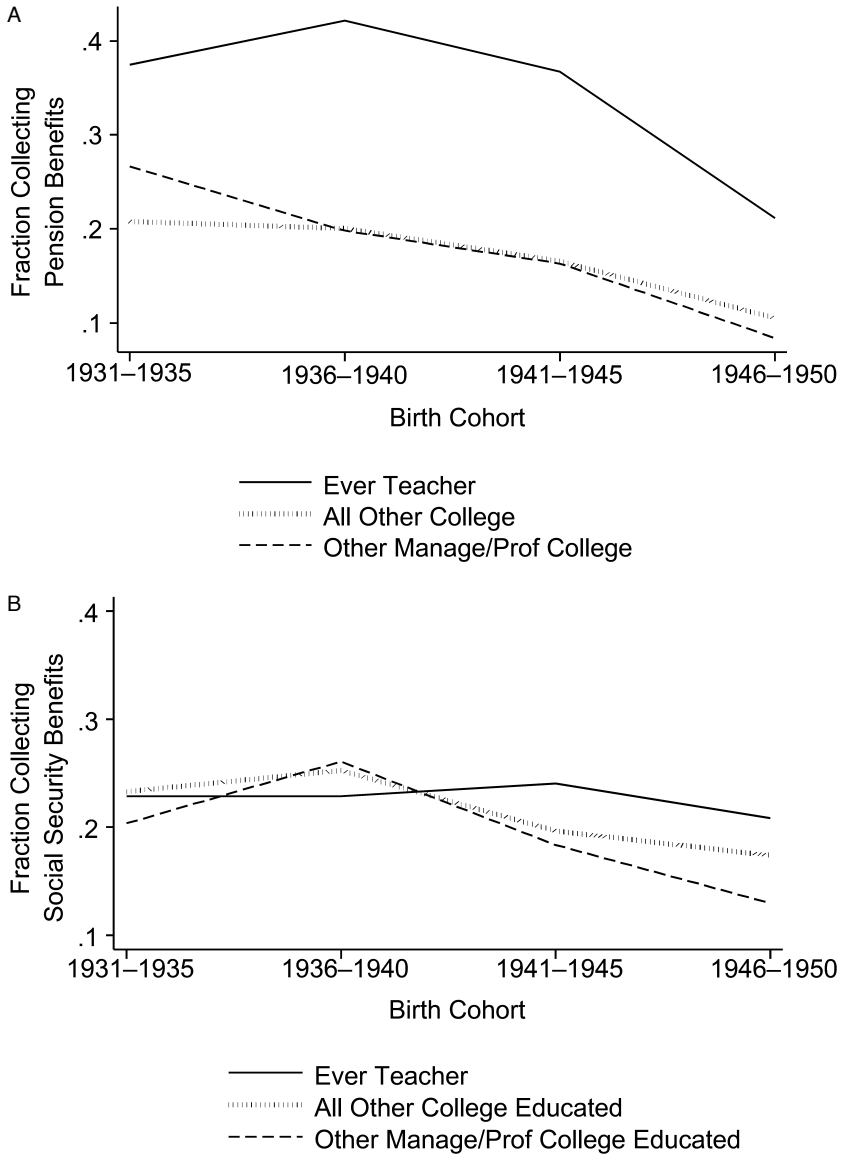 A
.4
.3
.2
.1
Fraction Collecting
Pension Benefits
1931–1935
1936–1940
1941–1945
1946–1950
Birth Cohort
Ever Teacher
All Other College
Other Manage/Prof College
B
.4
.3
.2
.1
Fraction Collecting
Social Security Benefits
1931–1935
1936–1940
1941–1945
1946–1950
Birth Cohort
Ever Teacher
All Other College Educated
Other Manage/Prof College Educated